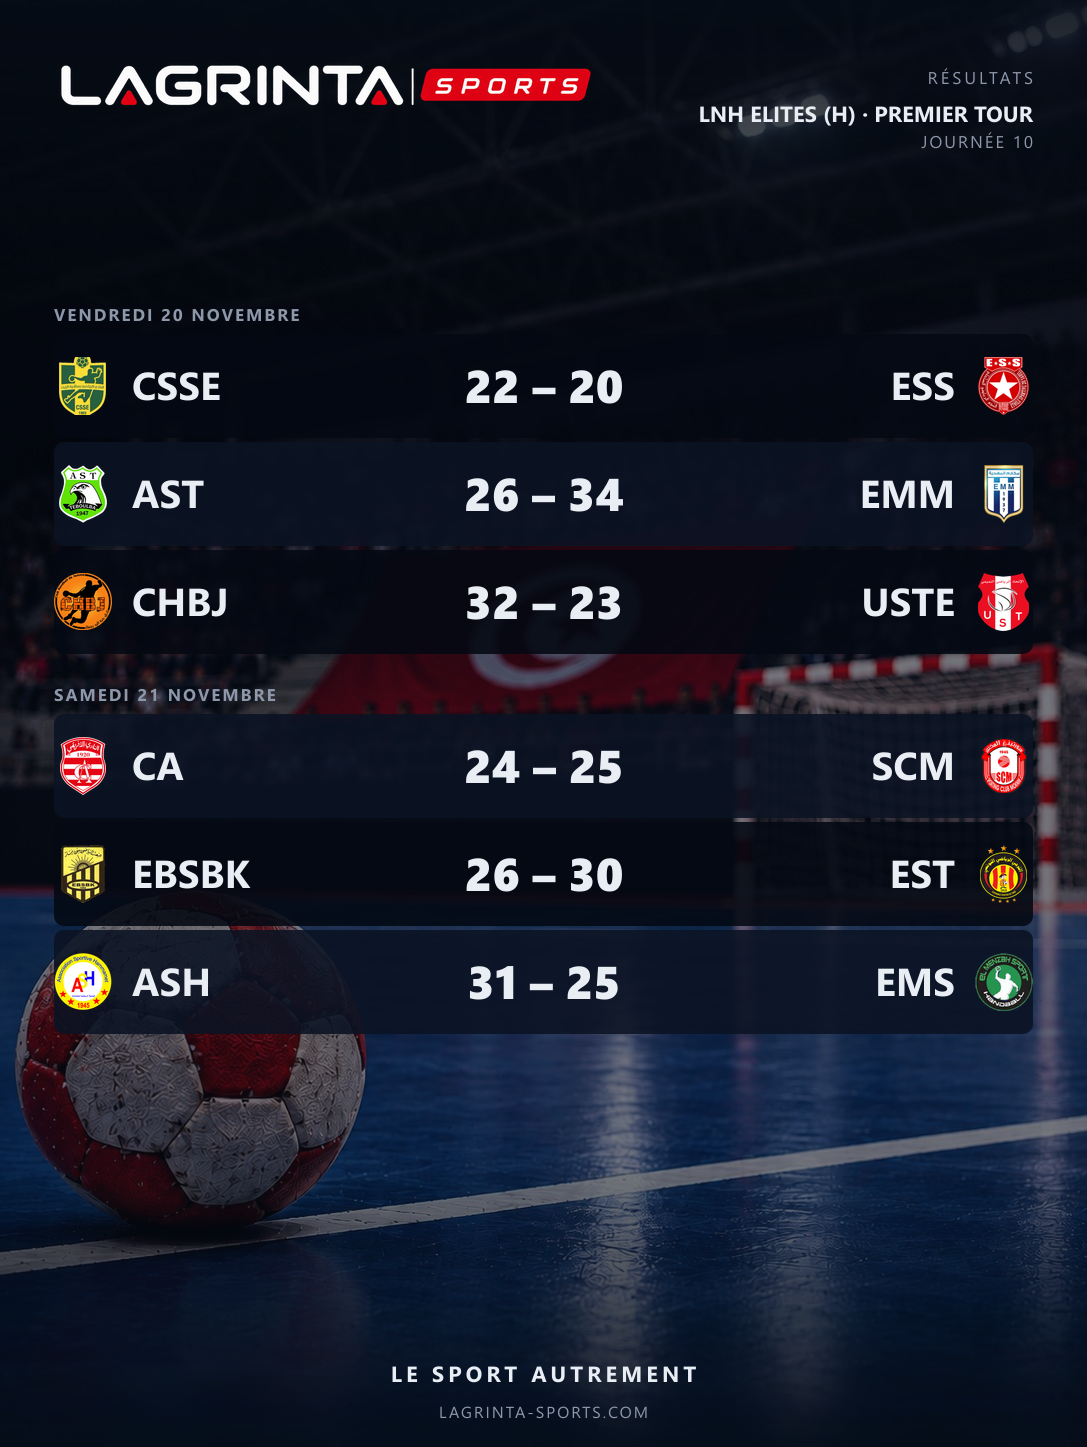 LAGRINTA SPORTS
RÉSULTATS
LNH ELITES (H) · PREMIER TOUR
JOURNÉE 10
VENDREDI 20 NOVEMBRE
CSSE 22 – 20 ESS
AST 26 – 34 EMM
CHBJ 32 – 23 USTE
SAMEDI 21 NOVEMBRE
CA 24 – 25 SCM
EBSBK 26 – 30 EST
ASH 31 – 25 EMS
LE SPORT AUTREMENT
LAGRINTA-SPORTS.COM